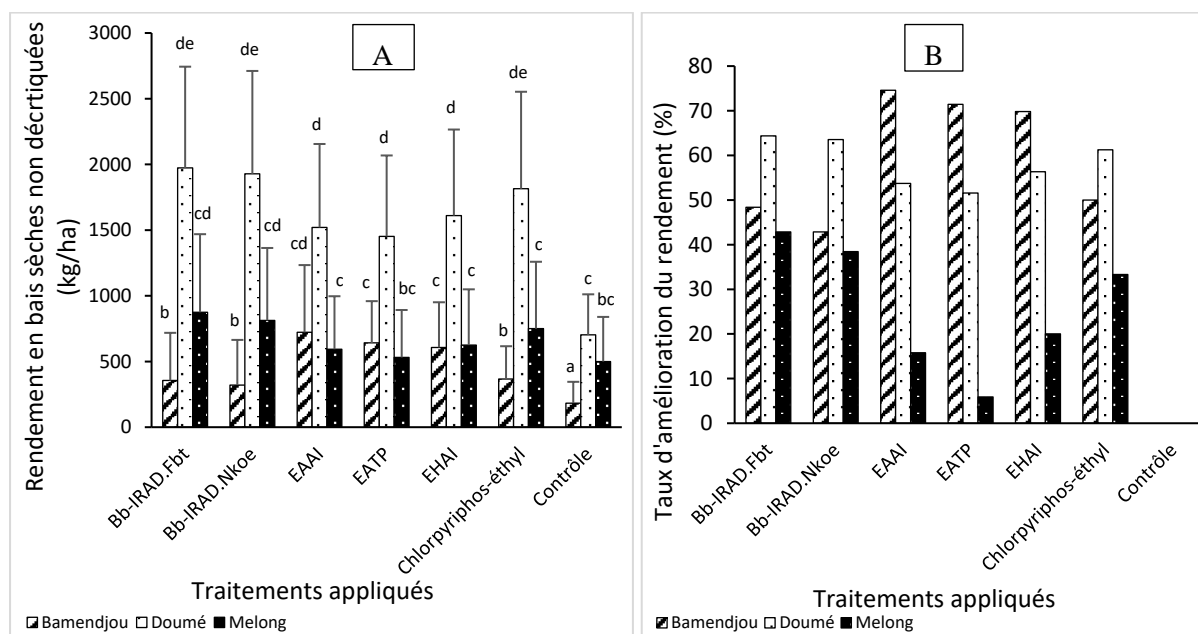 A
Rendement en bais sèches non décrtiquées
(kg/ha)
3000
2500
2000
1500
1000
500
0
de
de
d
d
d
de
b
cd
b
cd
cd
c
c
bc
c
c
b
c
a
c
bc
Bb-IRAD.Fbt
Bb-IRAD.Nkoe
EAAI
EATP
EHAI
Chlorpyriphos-éthyl
Contrôle
Traitements appliqués
Bamendjou
Doumé
Melong
B
Taux d'amélioration du rendement (%)
80
70
60
50
40
30
20
10
0
Bb-IRAD.Fbt
Bb-IRAD.Nkoe
EAAI
EATP
EHAI
Chlorpyriphos-éthyl
Contrôle
Traitements appliqués
Bamendjou
Doumé
Melong